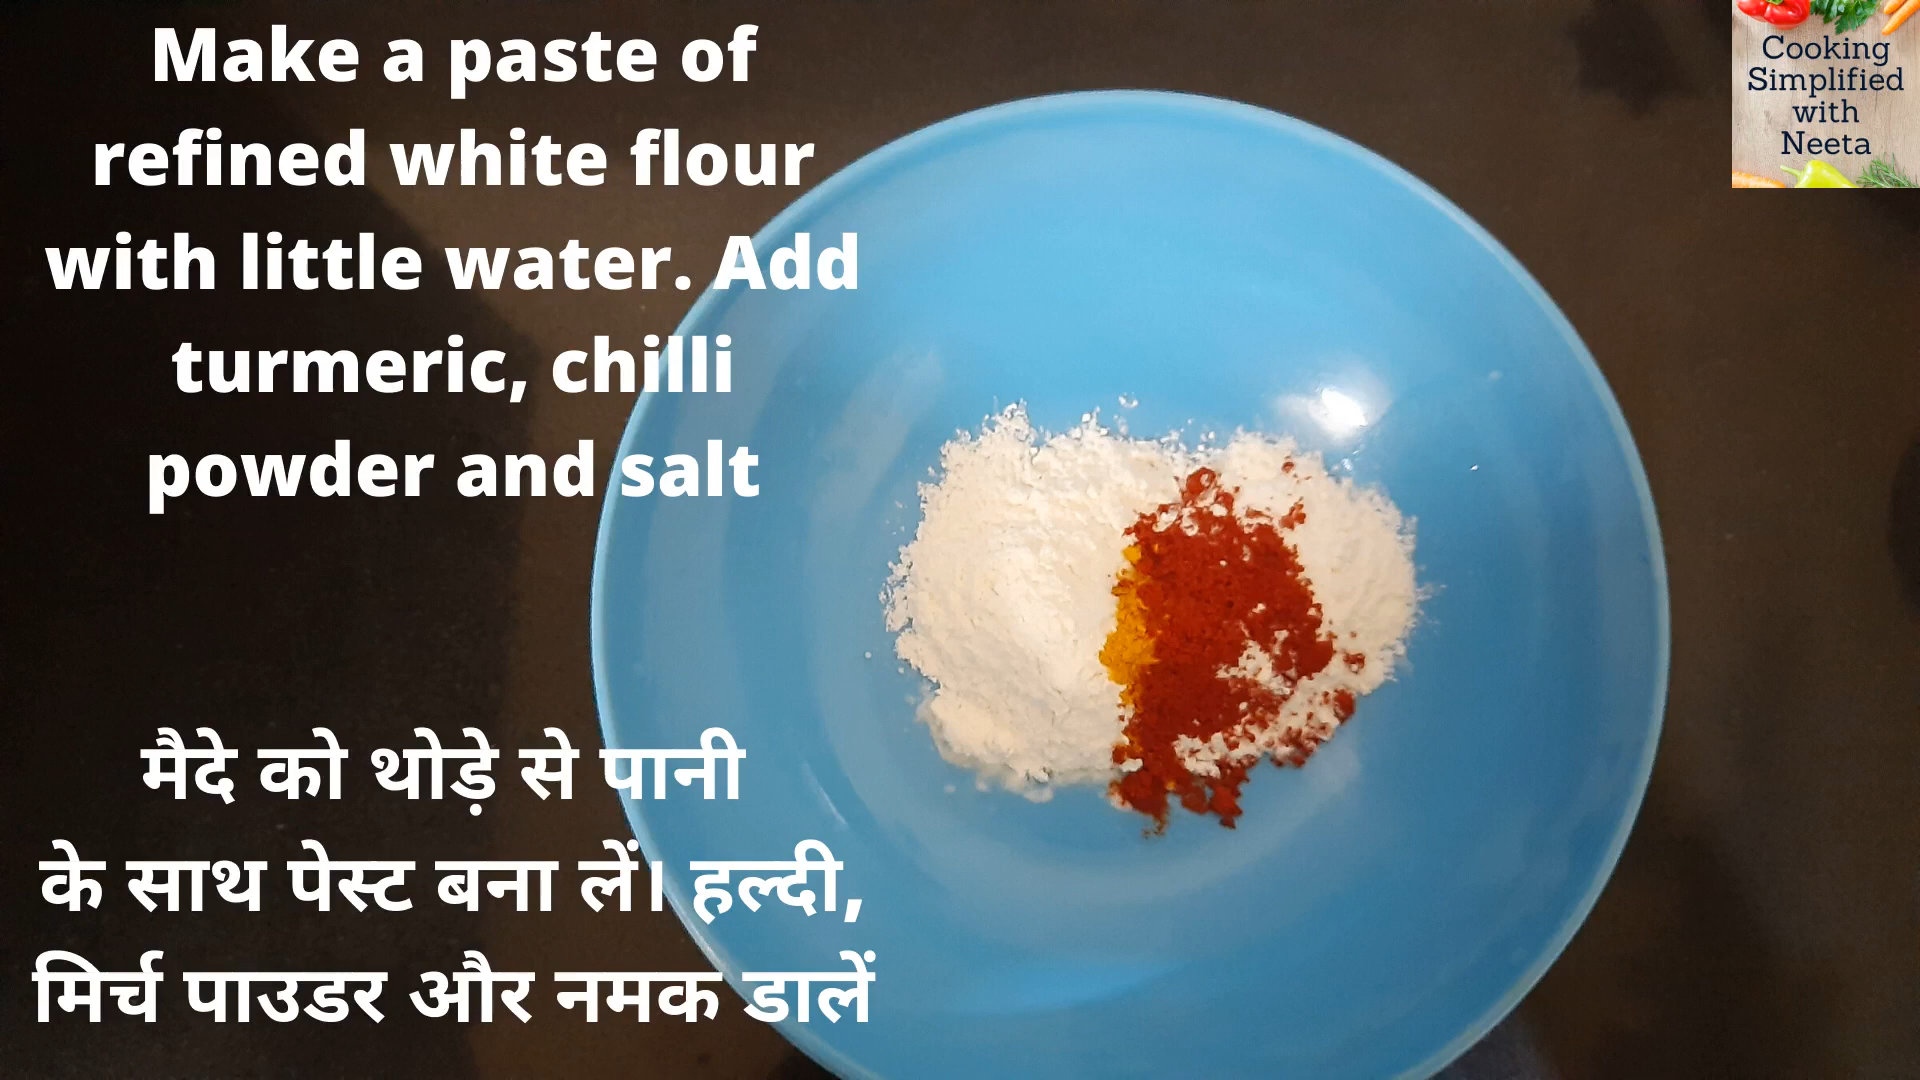 Make a paste of
refined white flour
with little water. Add
turmeric, chilli
powder and salt
मैदे को थोड़े से पानी
के साथ पेस्ट बना लें। हल्दी,
मिर्च पाउडर और नमक डालें
Cooking
Simplified
with
Neeta